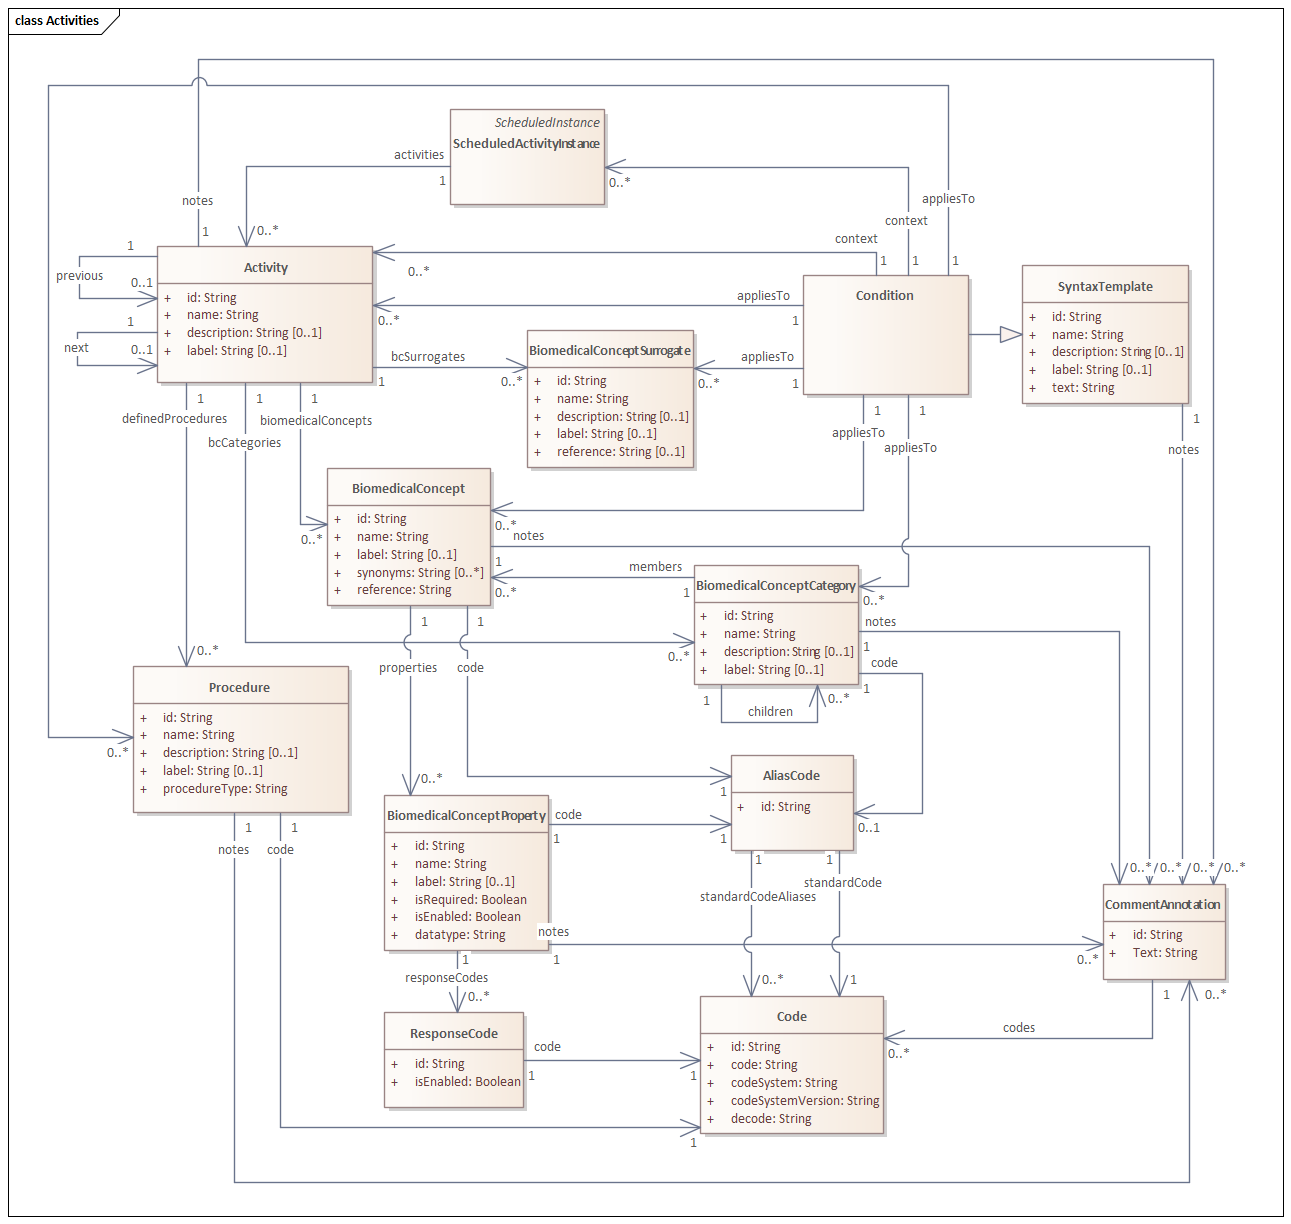 class Activities
ScheduledInstance
ScheduledActivityInstance
activities
1
0..*
notes
1
0..*
appliesTo
1
context
1
context
1
0..*
1
previous
0..1
1
next
0..1
Activity
+ id: String
+ name: String
+ description: String [0..1]
+ label: String [0..1]
Condition
appliesTo
1
0..*
SyntaxTemplate
+ id: String
+ name: String
+ description: String [0..1]
+ label: String [0..1]
+ text: String
bcSurrogates
1
0..*
BiomedicalConceptSurrogate
+ id: String
+ name: String
+ description: String [0..1]
+ label: String [0..1]
+ reference: String [0..1]
appliesTo
1
0..*
1
definedProcedures
1
bcCategories
1
biomedicalConcepts
0..*
1
appliesTo
1
appliesTo
1
notes
BiomedicalConcept
+ id: String
+ name: String
+ label: String [0..1]
+ synonyms: String [0..*]
+ reference: String
0..*
notes
1
members
1
0..*
BiomedicalConceptCategory
+ id: String
+ name: String
+ description: String [0..1]
+ label: String [0..1]
0..*
notes
1
code
1
0..*
1
children
0..*
1
properties
1
code
0..*
Procedure
+ id: String
+ name: String
+ description: String [0..1]
+ label: String [0..1]
+ procedureType: String
0..*
1
notes
1
code
0..*
1
AliasCode
+ id: String
0..1
BiomedicalConceptProperty
+ id: String
+ name: String
+ label: String [0..1]
+ isRequired: Boolean
+ isEnabled: Boolean
+ datatype: String
code
1
1
1
standardCodeAliases
1
standardCode
0..*
1
0..*
0..*
0..*
0..*
CommentAnnotation
+ id: String
+ Text: String
notes
1
0..*
1
responseCodes
0..*
ResponseCode
+ id: String
+ isEnabled: Boolean
code
1
1
Code
+ id: String
+ code: String
+ codeSystem: String
+ codeSystemVersion: String
+ decode: String
1
codes
0..*
0..*
1